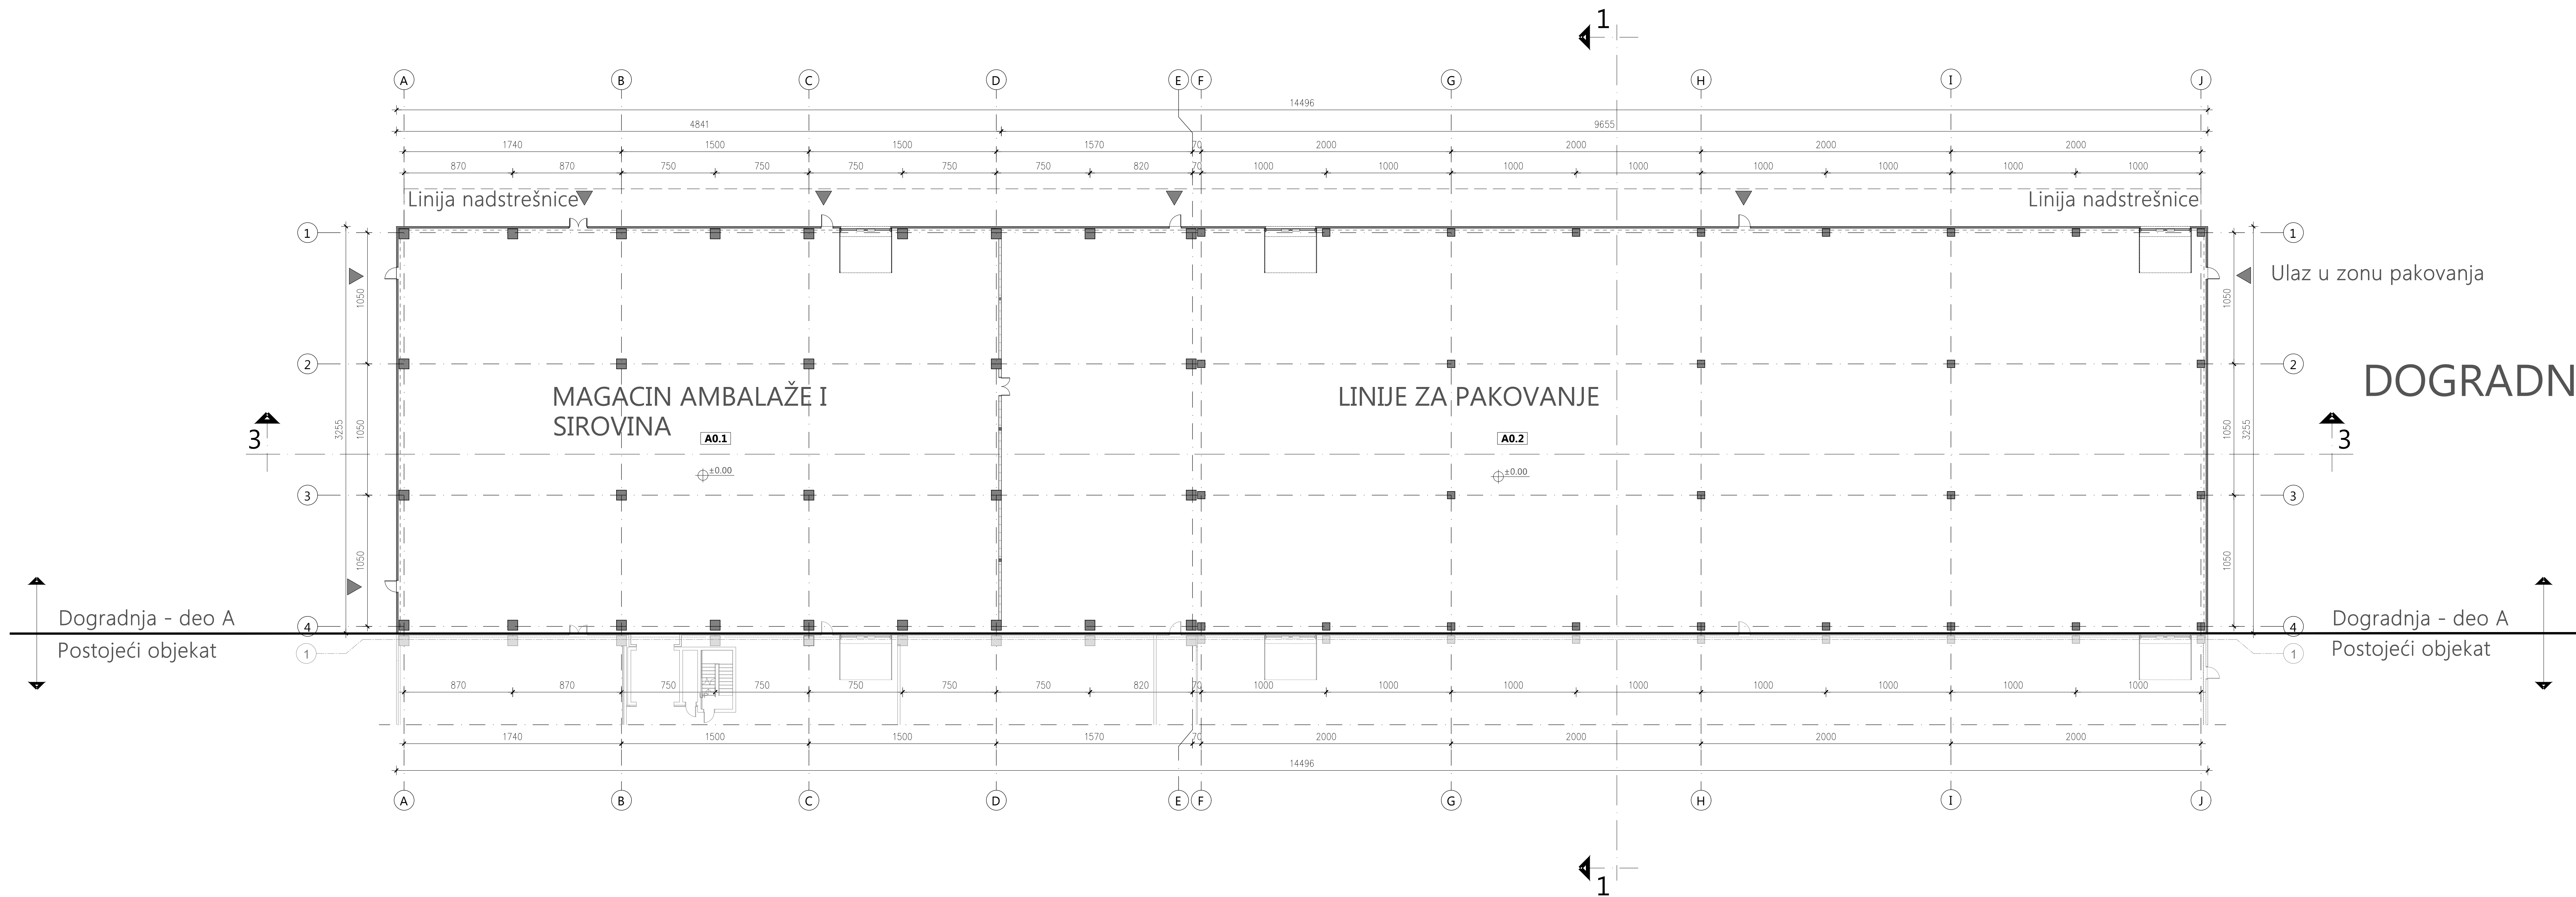 1
A B C D E F G H I J
14496
4841 9655
1740 1500 1500 1570 70 2000 2000 2000 2000
870 870 750 750 750 750 750 820 70 1000 1000 1000 1000 1000 1000 1000 1000
Linija nadstrešnice Linija nadstrešnice
1 1
Ulaz u zonu pakovanja
1050 1050
2 2
DOGRADN
MAGACIN AMBALAŽE I
SIROVINA
LINIJE ZA PAKOVANJE
3 3255 1050 A0.1 A0.2 1050 3255 3
±0.00 ±0.00
3 3
1050 1050
Dogradnja - deo A Dogradnja - deo A
4 4
Postojeći objekat Postojeći objekat
1 1
870 870 750 750 750 750 750 820 70 1000 1000 1000 1000 1000 1000 1000 1000
1740 1500 1500 1570 70 2000 2000 2000 2000
14496
A B C D E F G H I J
1